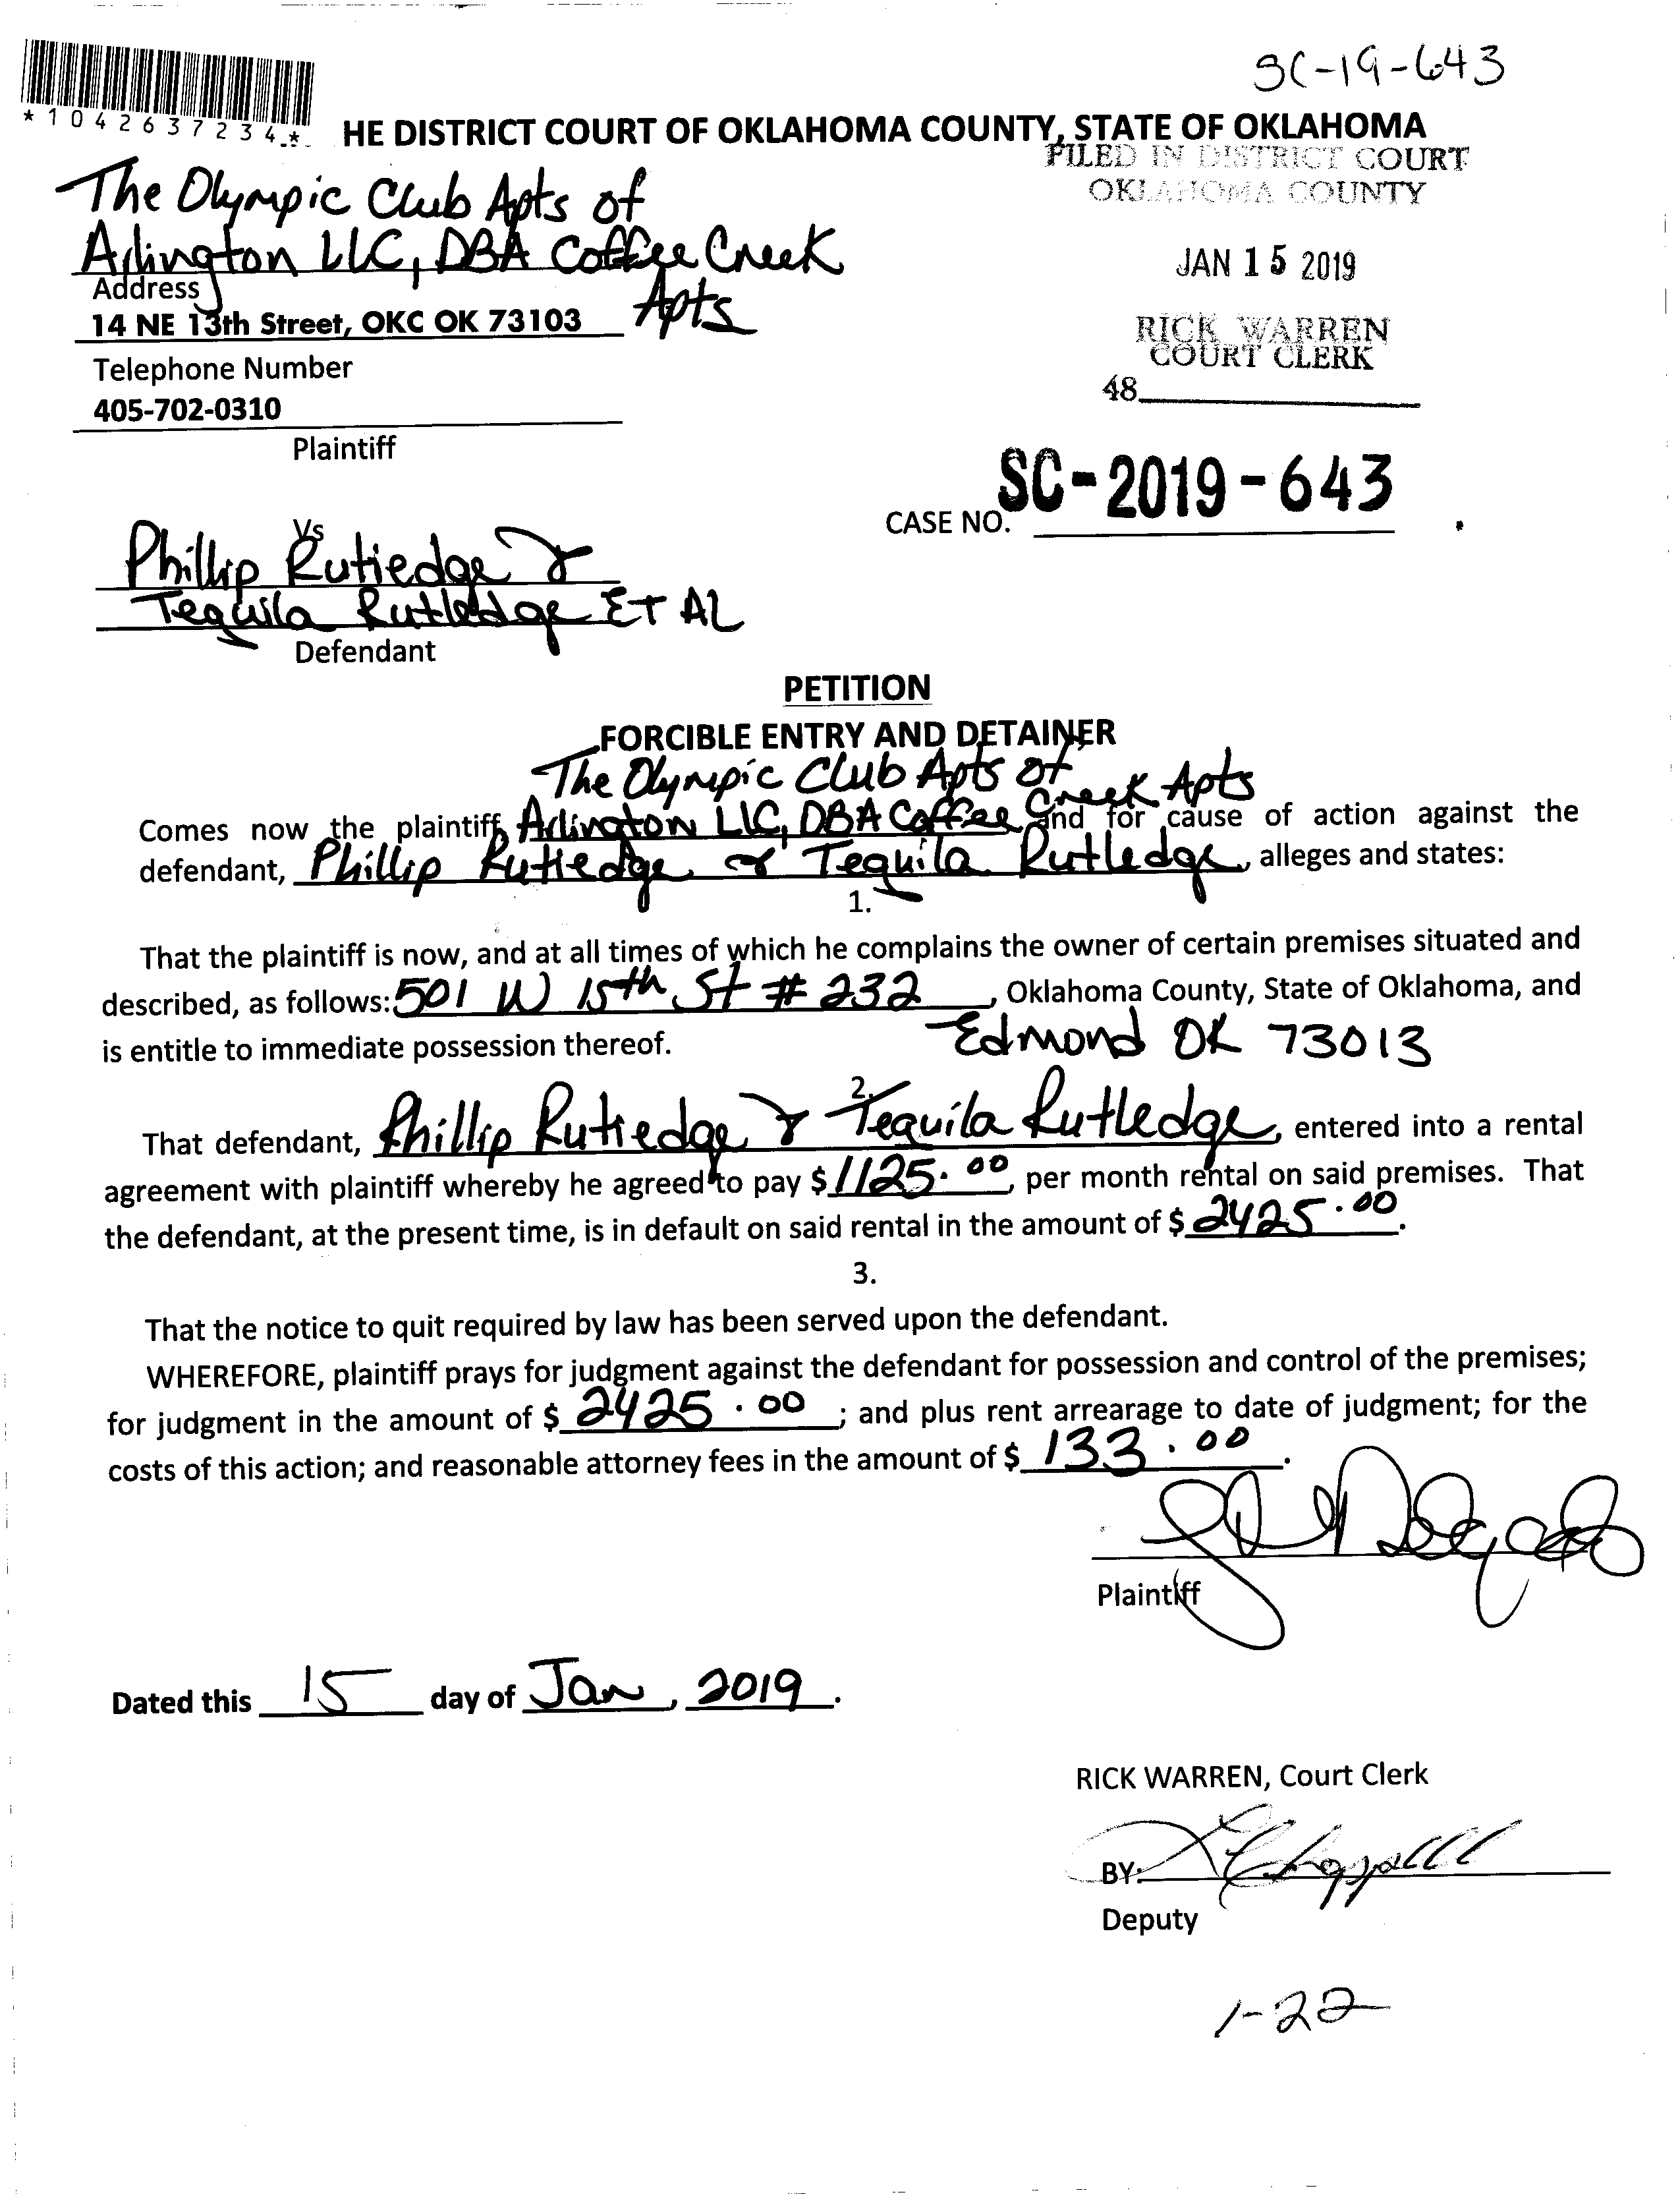 SC-19-643
*1042637234*
HE DISTRICT COURT OF OKLAHOMA COUNTY, STATE OF OKLAHOMA
FILED IN DISTRICT COURT
OKLAHOMA COUNTY
The Olympic Club Apts of
Arlington LLC, DBA Coffee Creek
Apts
JAN 15 2019
Address
14 NE 13th Street, OKC OK 73103
RICK WARREN
COURT CLERK
Telephone Number
48
405-702-0310
Plaintiff
SC-2019-643
CASE NO.
Vs
Phillip Rutledge &
Tequila Rutledge ET AL
Defendant
PETITION
FORCIBLE ENTRY AND DETAINER
The Olympic Club Apts of
Comes now the plaintiff, Arlington LLC, DBA Coffee Creek Apts and for cause of action against the
defendant, Phillip Rutledge & Tequila Rutledge, alleges and states:
1.
That the plaintiff is now, and at all times of which he complains the owner of certain premises situated and
described, as follows: 501 W 15th St # 232, Oklahoma County, State of Oklahoma, and
Edmond OK 73013
is entitle to immediate possession thereof.
2.
That defendant, Phillip Rutledge & Tequila Rutledge, entered into a rental
agreement with plaintiff whereby he agreed to pay $1125.00, per month rental on said premises. That
the defendant, at the present time, is in default on said rental in the amount of $2425.00.
3.
That the notice to quit required by law has been served upon the defendant.
WHEREFORE, plaintiff prays for judgment against the defendant for possession and control of the premises;
for judgment in the amount of $2425.00; and plus rent arrearage to date of judgment; for the
costs of this action; and reasonable attorney fees in the amount of $133.00.
Plaintiff
Dated this 15 day of Jan, 2019.
RICK WARREN, Court Clerk
BY:
Deputy
1-22